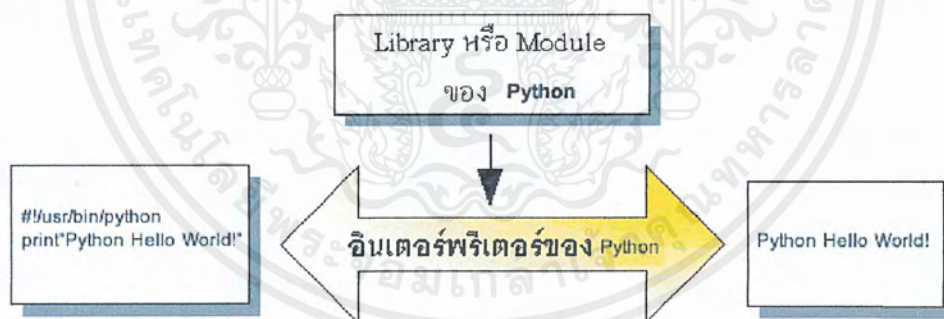 Library หรือ Module
ของ Python
#!/usr/bin/python
print"Python Hello World!"
อินเตอร์พรีเตอร์ของ Python
Python Hello World!